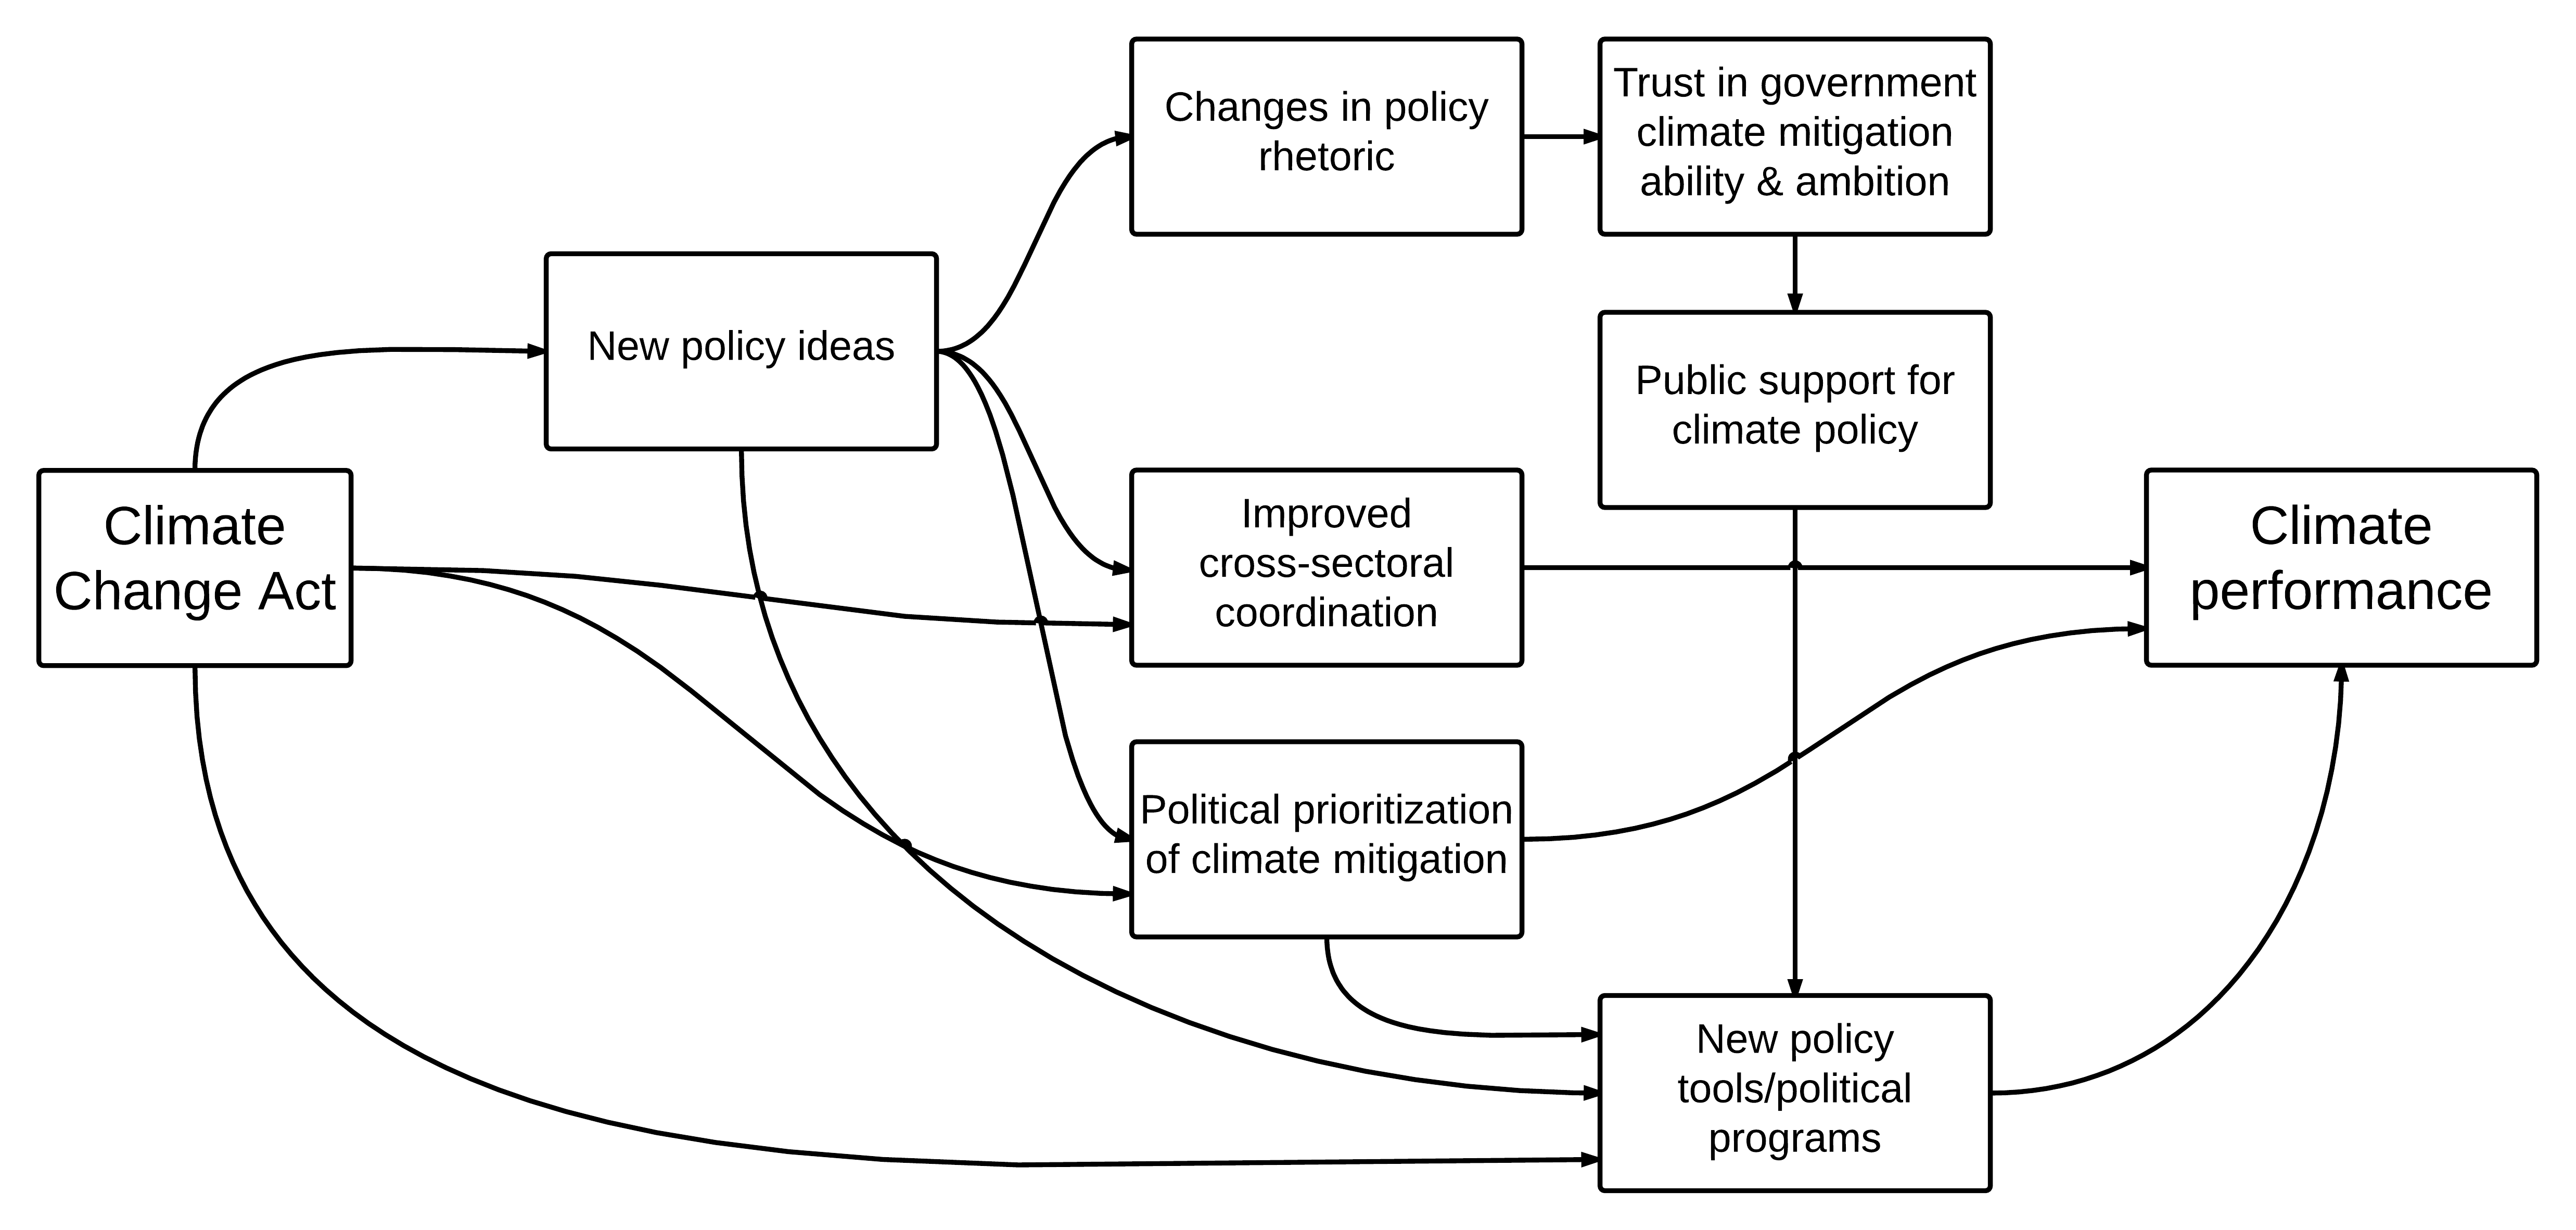 Changes in policy
rhetoric
Trust in government
climate mitigation
ability & ambition
New policy ideas
Public support for
climate policy
Climate
Change Act
Improved
cross-sectoral
coordination
Climate
performance
Political prioritization
of climate mitigation
New policy
tools/political
programs